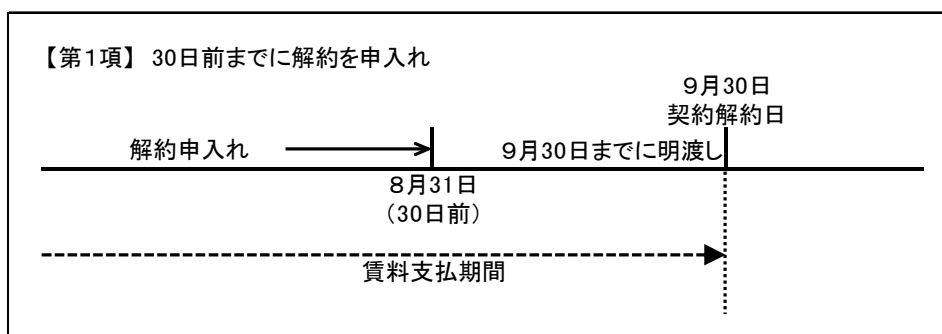 【第１項】 30日前までに解約を申入れ
９月30日
契約解約日
解約申入れ
９月30日までに明渡し
８月31日
（30日前）
賃料支払期間